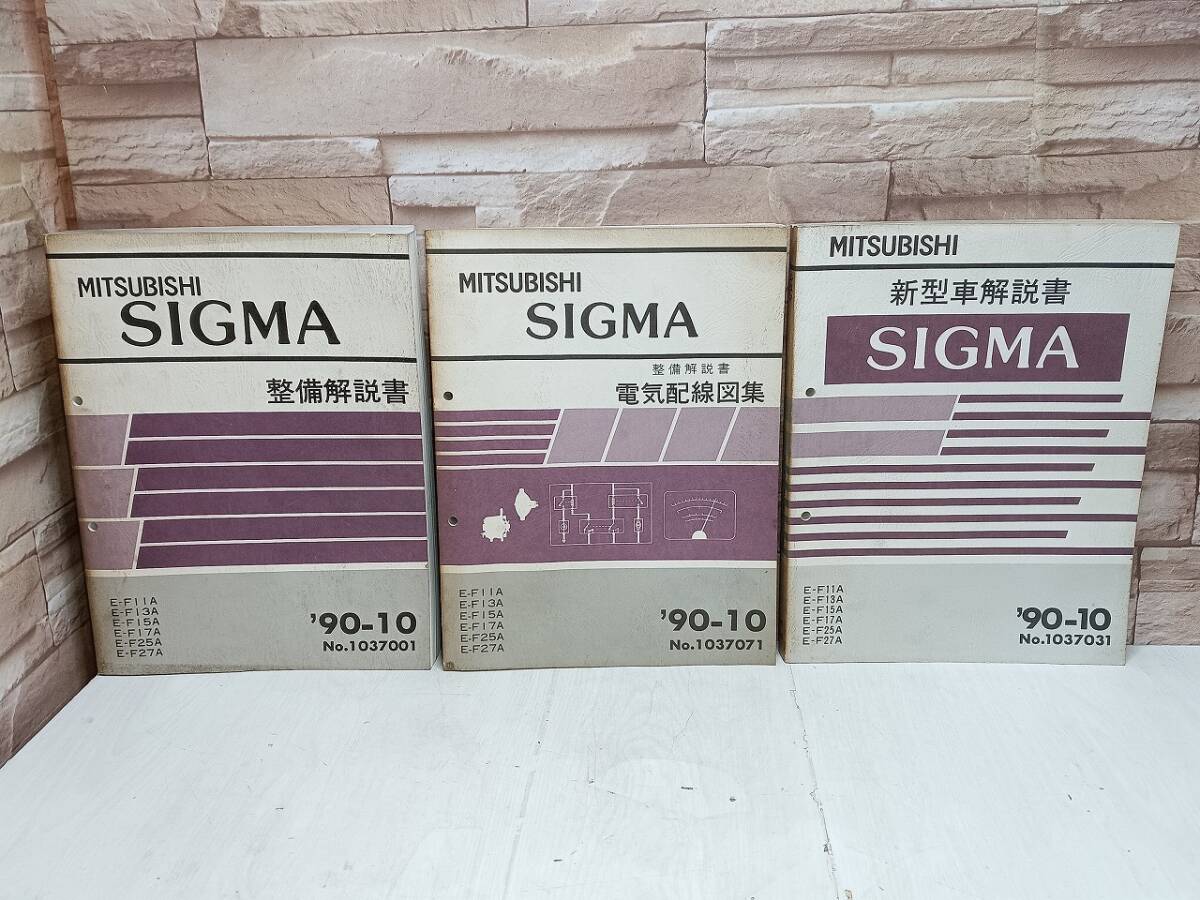 MITSUBISHI
SIGMA
整備解説書
E-F11A
E-F13A
E-F15A
E-F17A
E-F25A
E-F27A
'90-10
No.1037001
MITSUBISHI
SIGMA
整備解説書
電気配線図集
E-F11A
E-F13A
E-F15A
E-F17A
E-F25A
E-F27A
'90-10
No.1037071
MITSUBISHI
新型車解説書
SIGMA
E-F11A
E-F13A
E-F15A
E-F17A
E-F25A
E-F27A
'90-10
No.1037031